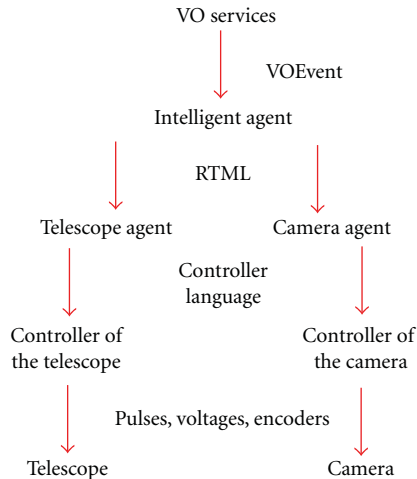 VO services
VOEvent
Intelligent agent
RTML
Telescope agent
Camera agent
Controller
language
Controller of
the telescope
Controller of
the camera
Pulses, voltages, encoders
Telescope
Camera